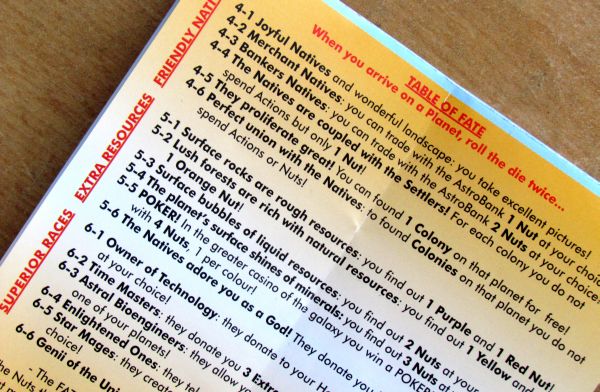 TABLE OF FATE
When you arrive on a Planet, roll the die twice...
FRIENDLY NATI
4-1 Joyful Natives and wonderful landscape: you take excellent pictures!
4-2 Merchant Natives: you can trade with the AstroBank 1 Nut at your choice
4-3 Bankers Natives: you can trade with the AstroBank 2 Nuts at your choice
4-4 The Natives are coupled with the Settlers! For each colony you do not
spend Actions but only 1 Nut!
4-5 They proliferate great! You can found 1 Colony on that planet for free!
4-6 Perfect union with the Natives: to found Colonies on that planet you do not
spend Actions or Nuts!
EXTRA RESOURCES
5-1 Surface rocks are rough resources: you find out 1 Purple and 1 Red Nut
5-2 Lush forests are rich with natural resources: you find out 1 Yellow and
1 Orange Nut!
5-3 Surface bubbles of liquid resources: you find out 2 Nuts at your
5-4 The planet's surface shines of minerals: you find out 3 Nuts
5-5 POKER! In the greater casino of the galaxy you win a POKER
with 4 Nuts, 1 per colour!
5-6 The Natives adore you as a God! They donate you
SUPERIOR RACES
6-1 Owner of Technology: they donate to your Ho
at your choice!
6-2 Time Masters: they donate you 3 Extra
6-3 Astral Bioengineers: they allow yo
one of your planets!
6-4 Enlightened Ones: they tel
6-5 Star Mages: they creat
choice!
6-6 Genii of the Uni
- The FA
the Nuts